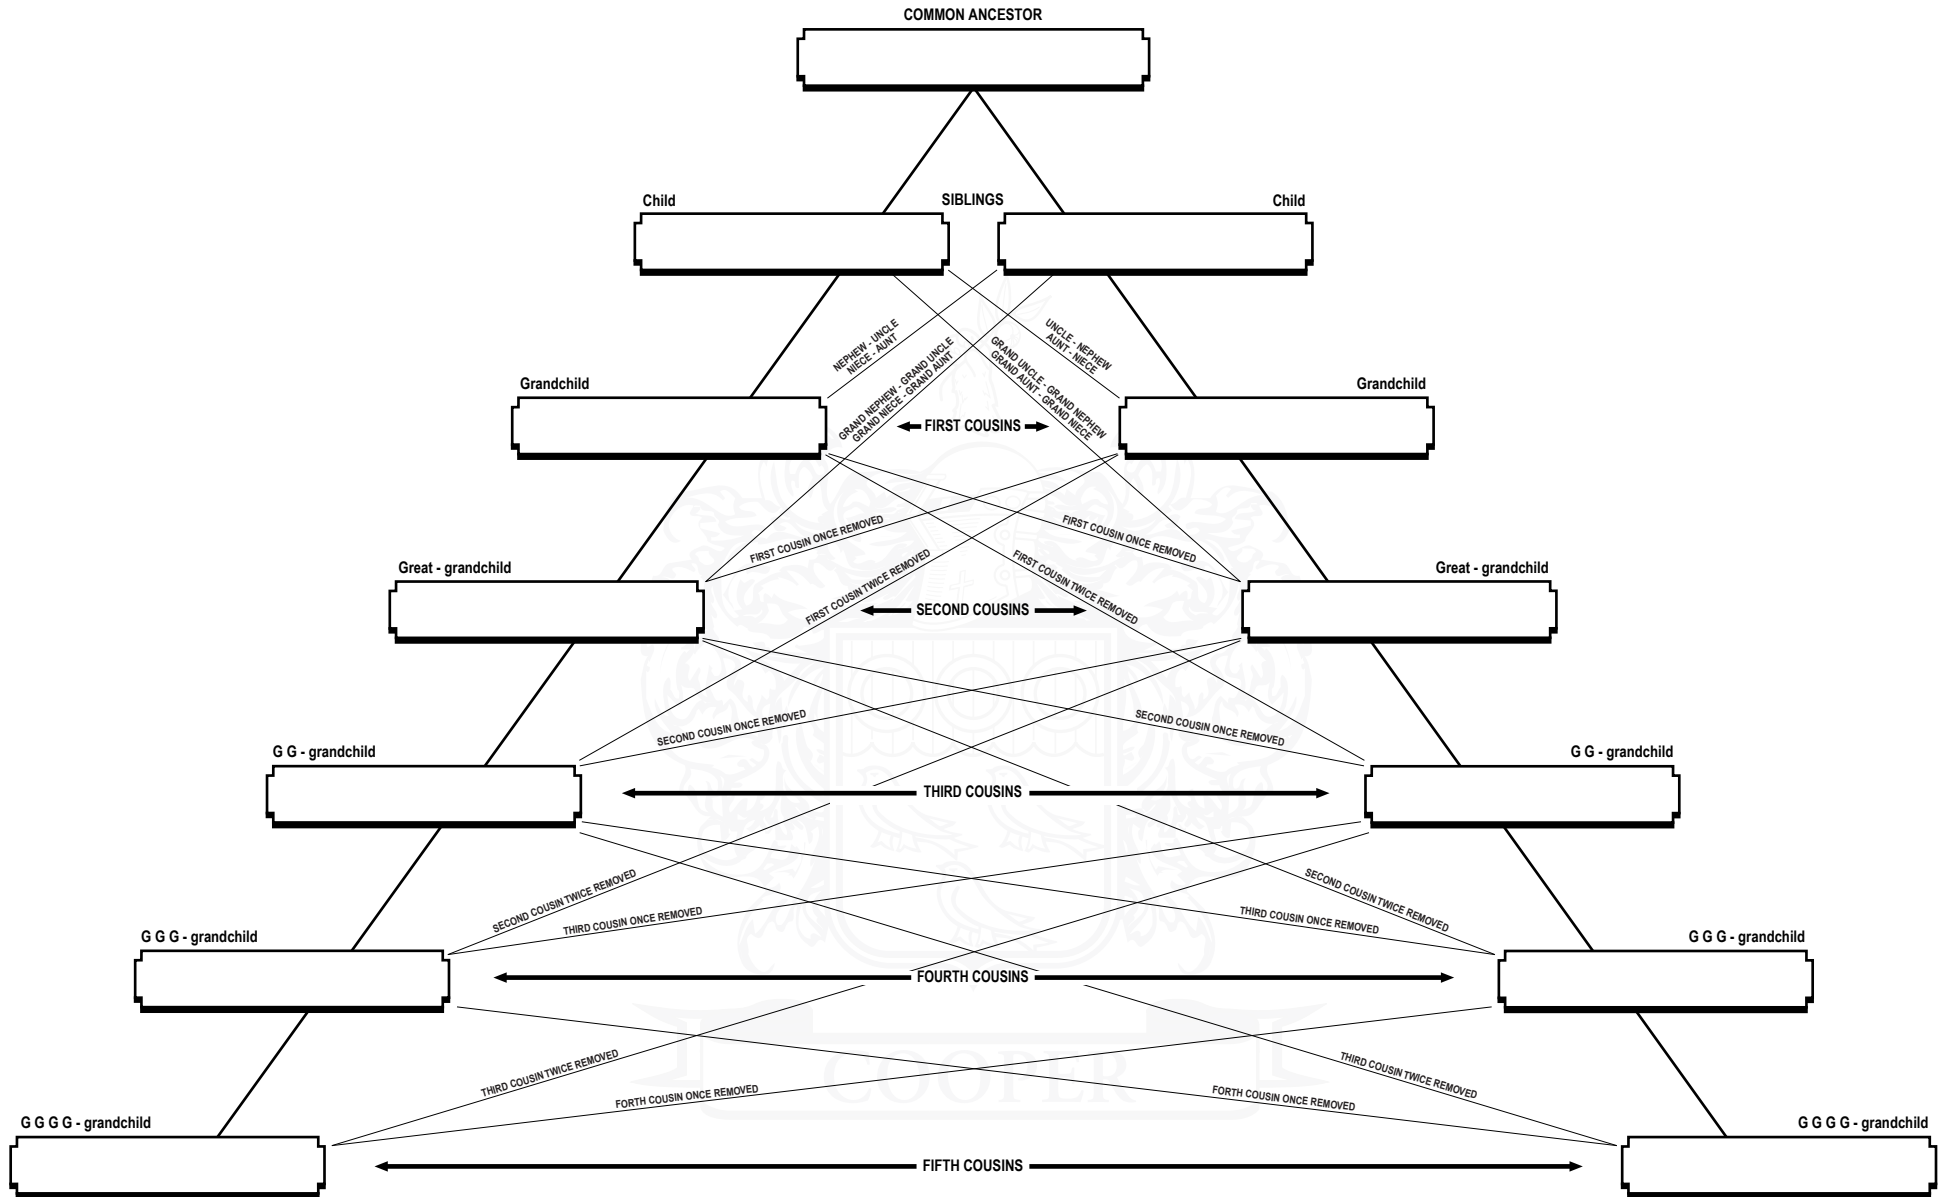 COMMON ANCESTOR
Child
SIBLINGS
Child
NEPHEW - UNCLE
NIECE - AUNT
UNCLE - NEPHEW
AUNT - NIECE
GRAND NEPHEW - GRAND UNCLE
GRAND NIECE - GRAND AUNT
GRAND UNCLE - GRAND NEPHEW
GRAND AUNT - GRAND NIECE
Grandchild
Grandchild
FIRST COUSINS
FIRST COUSIN ONCE REMOVED
FIRST COUSIN ONCE REMOVED
FIRST COUSIN TWICE REMOVED
FIRST COUSIN TWICE REMOVED
Great - grandchild
Great - grandchild
SECOND COUSINS
SECOND COUSIN ONCE REMOVED
SECOND COUSIN ONCE REMOVED
G G - grandchild
G G - grandchild
THIRD COUSINS
SECOND COUSIN TWICE REMOVED
SECOND COUSIN TWICE REMOVED
THIRD COUSIN ONCE REMOVED
THIRD COUSIN ONCE REMOVED
G G G - grandchild
G G G - grandchild
FOURTH COUSINS
THIRD COUSIN TWICE REMOVED
THIRD COUSIN TWICE REMOVED
COOPER
FORTH COUSIN ONCE REMOVED
FORTH COUSIN ONCE REMOVED
G G G G - grandchild
G G G G - grandchild
FIFTH COUSINS